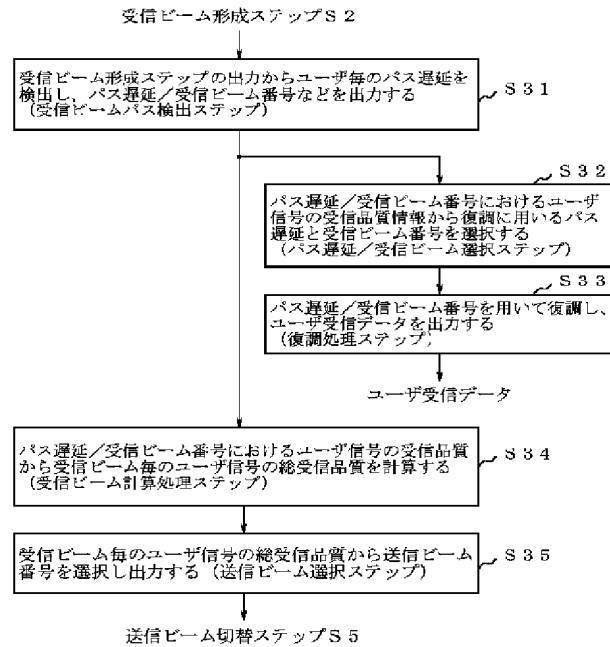 受信ビーム形成ステップＳ２
受信ビーム形成ステップの出力からユーザ毎のパス遅延を
検出し、パス遅延／受信ビーム番号などを出力する
（受信ビームパス検出ステップ）
Ｓ３１
Ｓ３２
パス遅延／受信ビーム番号におけるユーザ
信号の受信品質情報から復調に用いるパス
遅延と受信ビーム番号を選択する
（パス遅延／受信ビーム選択ステップ）
Ｓ３３
パス遅延／受信ビーム番号を用いて復調し、
ユーザ受信データを出力する
（復調処理ステップ）
ユーザ受信データ
パス遅延／受信ビーム番号におけるユーザ信号の受信品質
から受信ビーム毎のユーザ信号の総受信品質を計算する
（受信ビーム計算処理ステップ）
Ｓ３４
受信ビーム毎のユーザ信号の総受信品質から送信ビーム
番号を選択し出力する（送信ビーム選択ステップ）
Ｓ３５
送信ビーム切替ステップＳ５